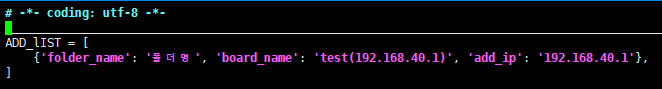 # -*- coding: utf-8 -*-
ADD_lIST = [
{'folder_name': '폴더명', 'board_name': 'test(192.168.40.1)', 'add_ip': '192.168.40.1'},
]